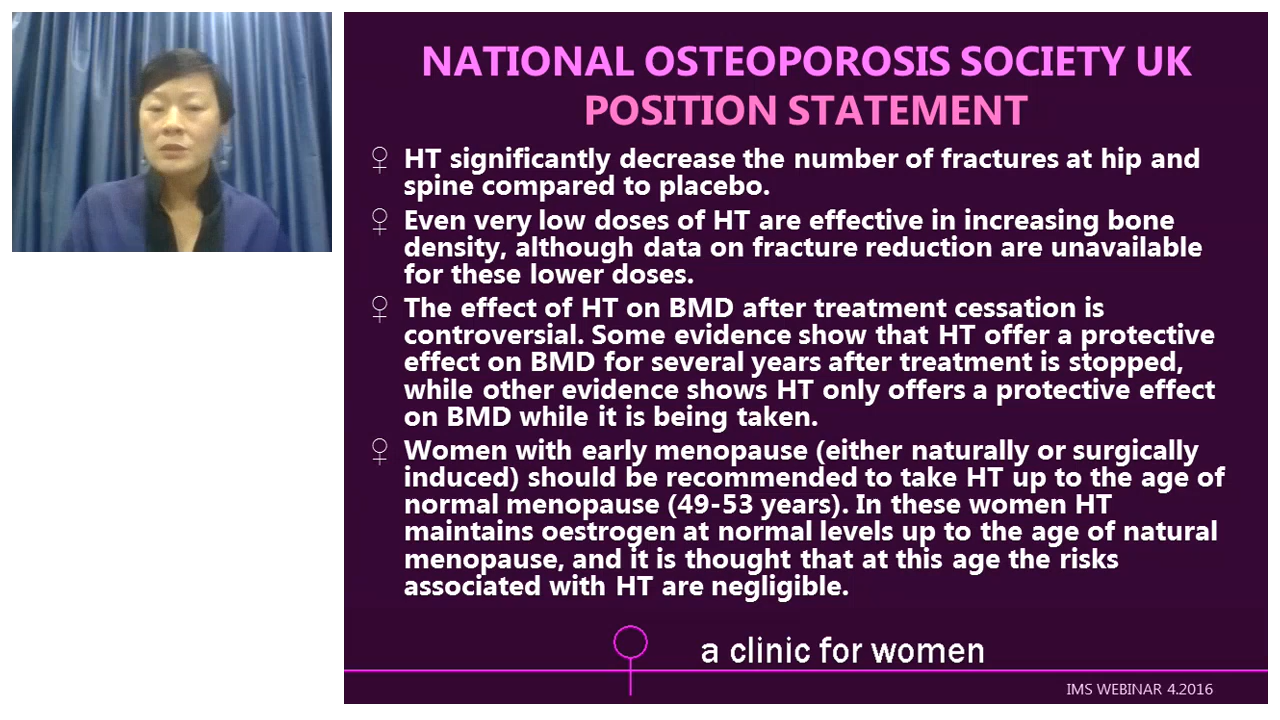 NATIONAL OSTEOPOROSIS SOCIETY UK
POSITION STATEMENT
♀ HT significantly decrease the number of fractures at hip and
spine compared to placebo.
♀ Even very low doses of HT are effective in increasing bone
density, although data on fracture reduction are unavailable
for these lower doses.
♀ The effect of HT on BMD after treatment cessation is
controversial. Some evidence show that HT offer a protective
effect on BMD for several years after treatment is stopped,
while other evidence shows HT only offers a protective effect
on BMD while it is being taken.
♀ Women with early menopause (either naturally or surgically
induced) should be recommended to take HT up to the age of
normal menopause (49-53 years). In these women HT
maintains oestrogen at normal levels up to the age of natural
menopause, and it is thought that at this age the risks
associated with HT are negligible.
a clinic for women
IMS WEBINAR 4.2016